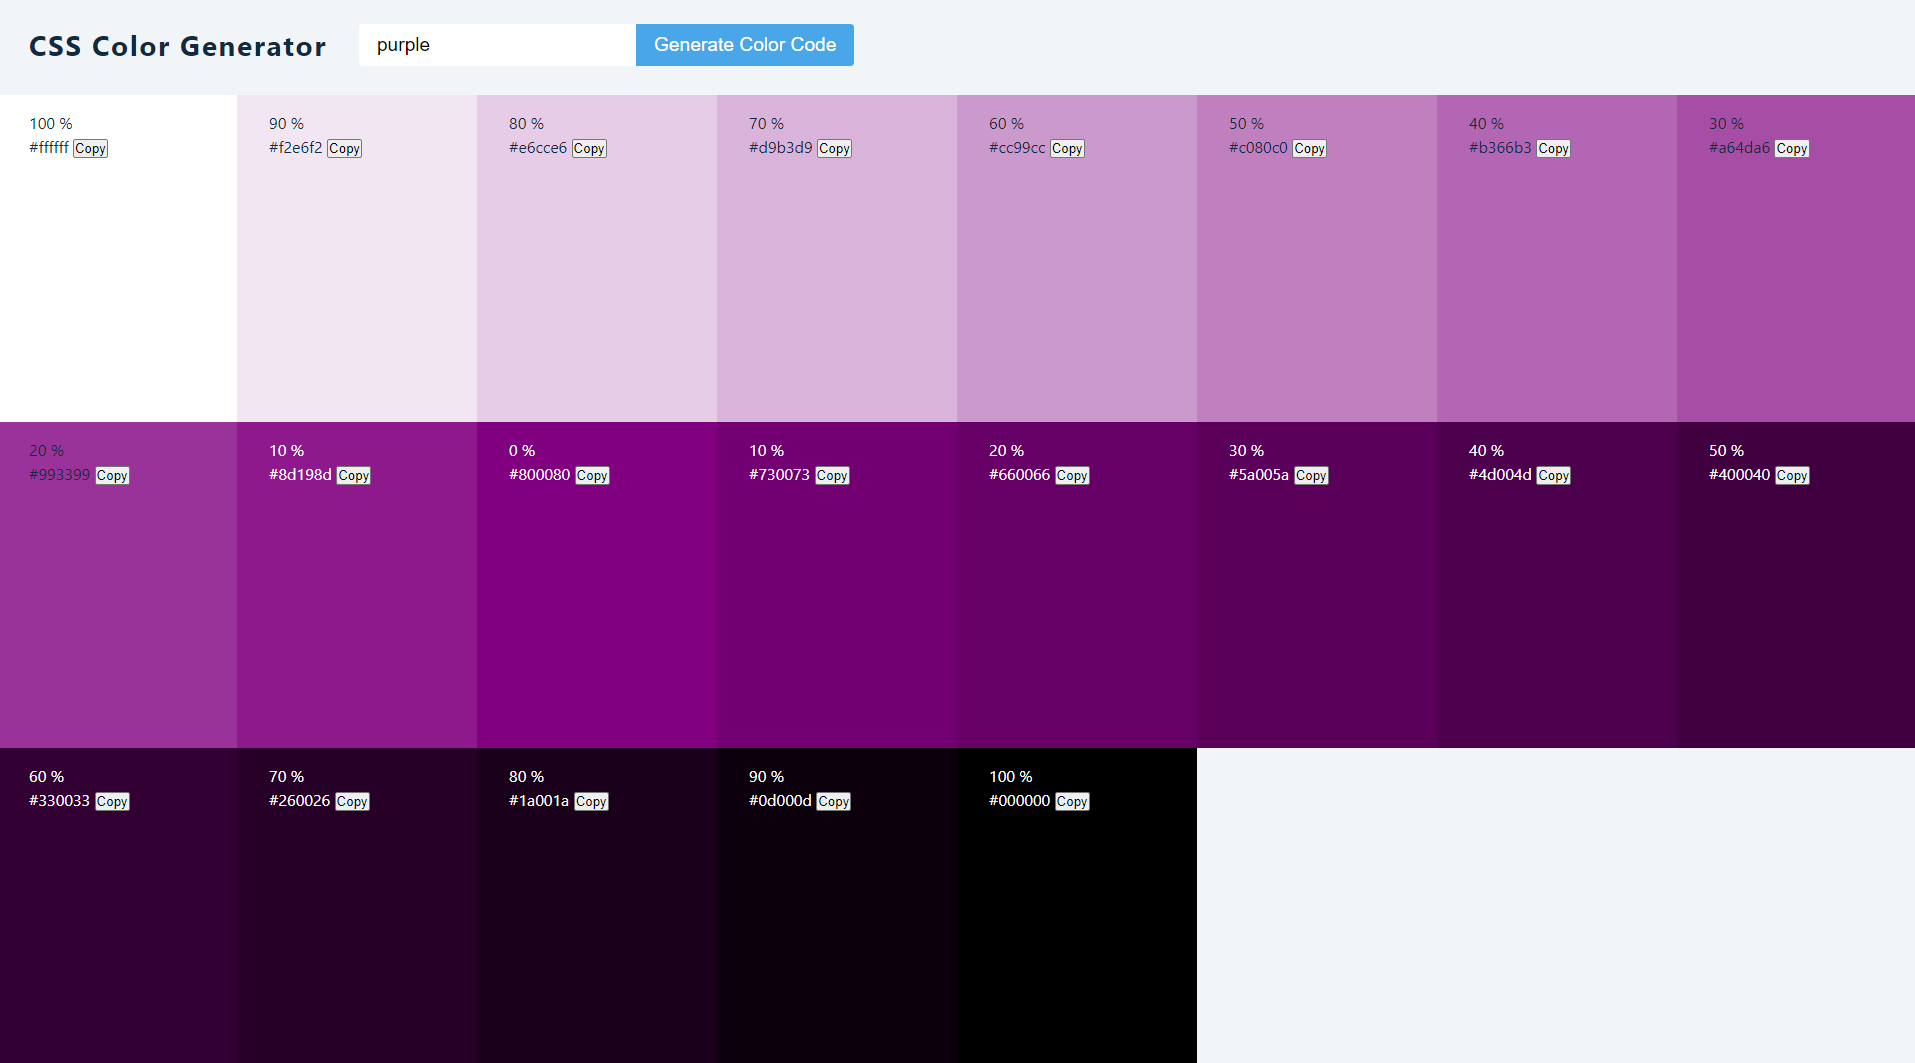 CSS Color Generator
purple
Generate Color Code
100 %
#ffffff Copy
90 %
#f2e6f2 Copy
80 %
#e6cce6 Copy
70 %
#d9b3d9 Copy
60 %
#cc99cc Copy
50 %
#c080c0 Copy
40 %
#b366b3 Copy
30 %
#a64da6 Copy
20 %
#993399 Copy
10 %
#8d198d Copy
0 %
#800080 Copy
10 %
#730073 Copy
20 %
#660066 Copy
30 %
#5a005a Copy
40 %
#4d004d Copy
50 %
#400040 Copy
60 %
#330033 Copy
70 %
#260026 Copy
80 %
#1a001a Copy
90 %
#0d000d Copy
100 %
#000000 Copy